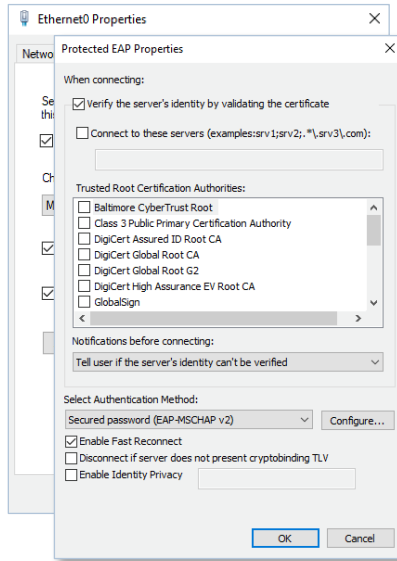 Ethernet0 Properties
Netwo
Protected EAP Properties
When connecting:
Se
Verify the server's identity by validating the certificate
thi
Connect to these servers (examples:srv1;srv2;.*\.srv3\.com):
Ch
Trusted Root Certification Authorities:
M
Baltimore CyberTrust Root
Class 3 Public Primary Certification Authority
DigiCert Assured ID Root CA
DigiCert Global Root CA
DigiCert Global Root G2
DigiCert High Assurance EV Root CA
GlobalSign
Notifications before connecting:
Tell user if the server's identity can't be verified
Select Authentication Method:
Secured password (EAP-MSCHAP v2)
Configure...
Enable Fast Reconnect
Disconnect if server does not present cryptobinding TLV
Enable Identity Privacy
OK
Cancel